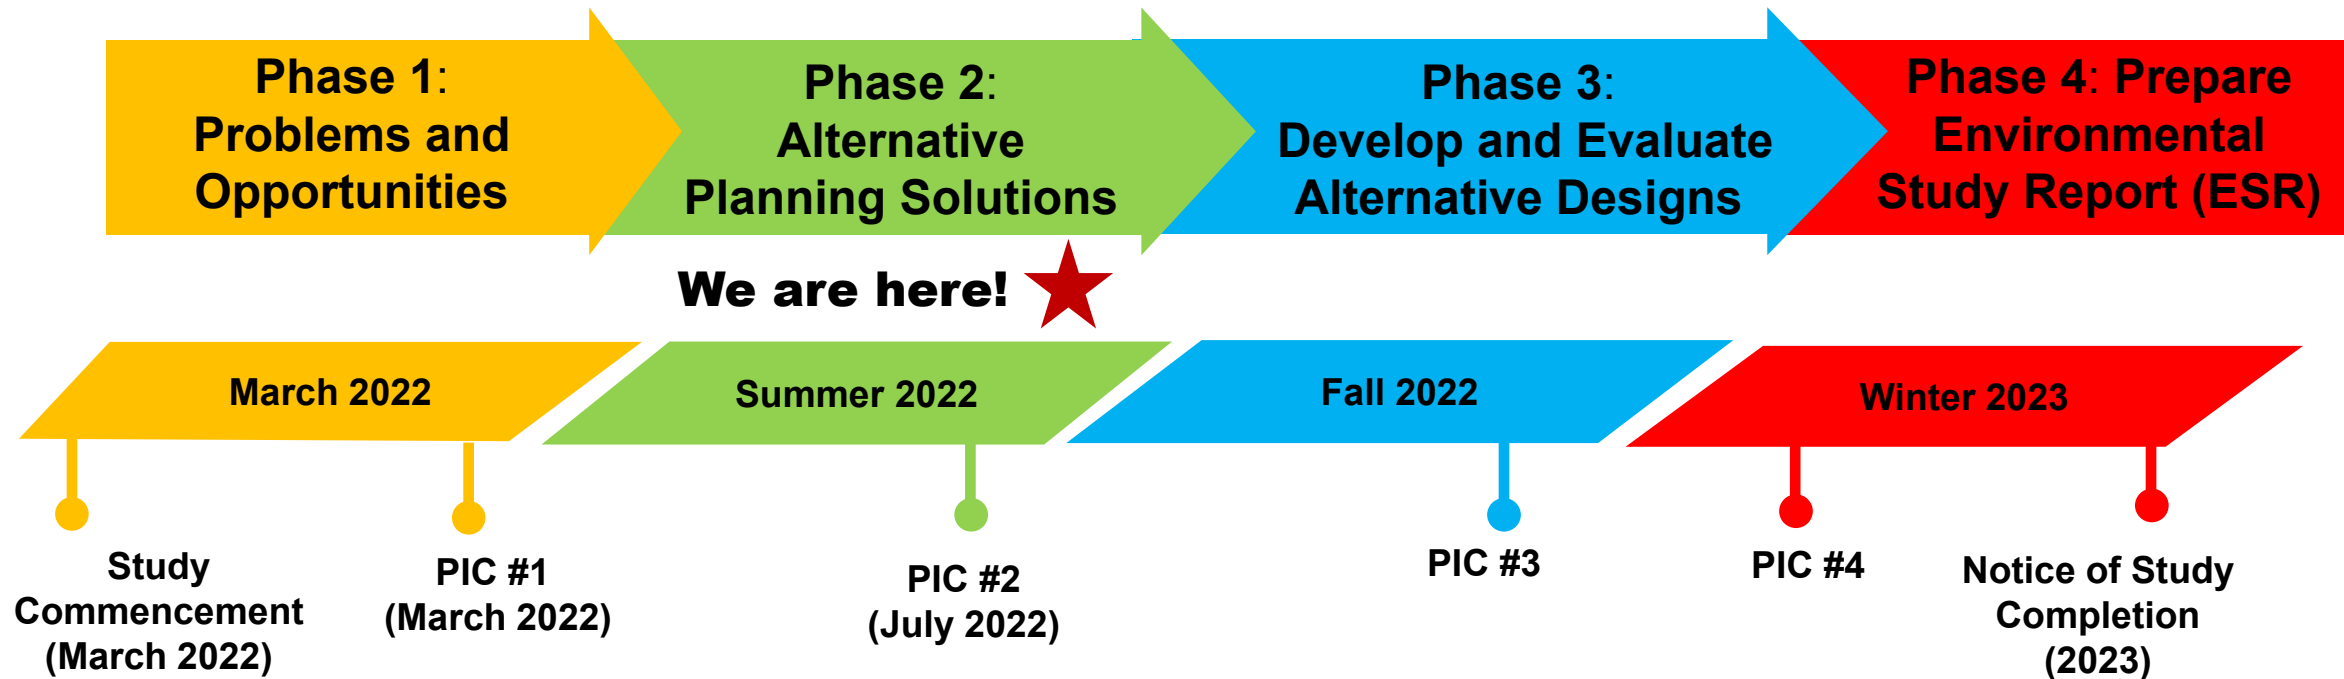 Phase 1:
Problems and
Opportunities
Phase 2:
Alternative
Planning Solutions
Phase 3:
Develop and Evaluate
Alternative Designs
Phase 4: Prepare
Environmental
Study Report (ESR)
We are here!
March 2022
Summer 2022
Fall 2022
Winter 2023
Study
Commencement
(March 2022)
PIC #1
(March 2022)
PIC #2
(July 2022)
PIC #3
PIC #4
Notice of Study
Completion
(2023)